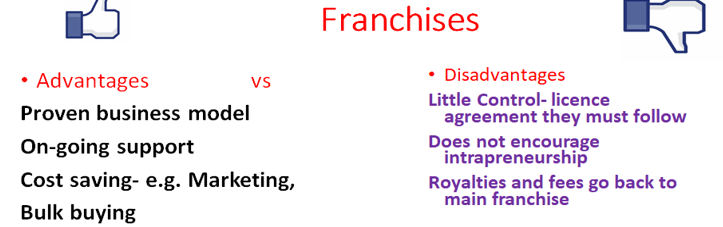 Franchises
• Advantages vs
Proven business model
On-going support
Cost saving- e.g. Marketing,
Bulk buying
• Disadvantages
Little Control- licence
agreement they must follow
Does not encourage
intrapreneurship
Royalties and fees go back to
main franchise